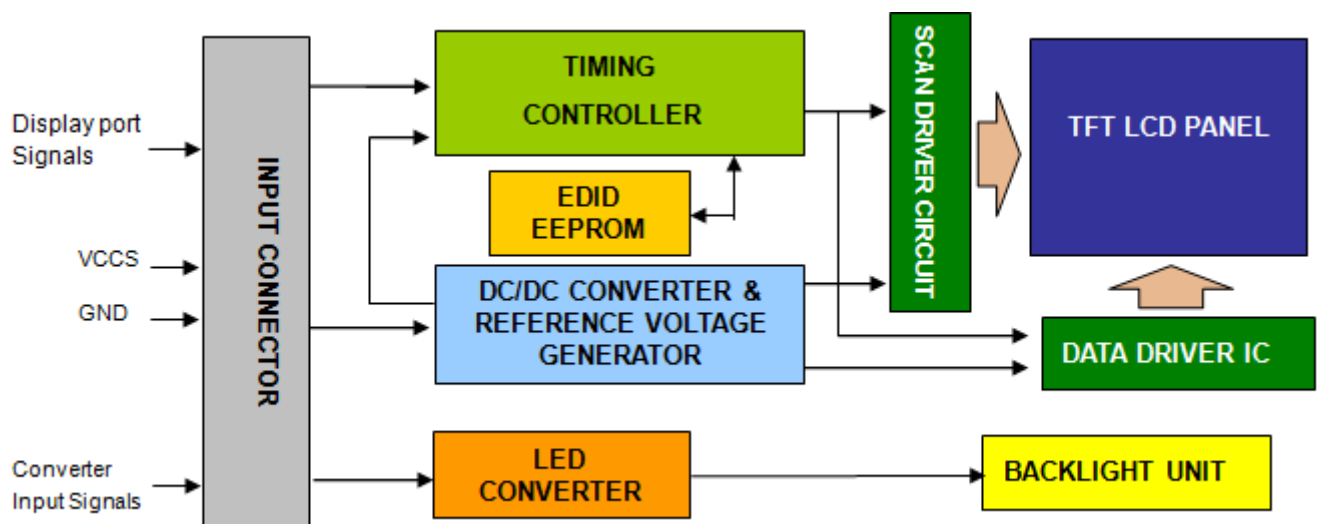 Display port
Signals
VCCS
GND
Converter
Input Signals
INPUT CONNECTOR
TIMING
CONTROLLER
EDID
EEPROM
DC/DC CONVERTER &
REFERENCE VOLTAGE
GENERATOR
LED
CONVERTER
SCAN DRIVER CIRCUIT
TFT LCD PANEL
DATA DRIVER IC
BACKLIGHT UNIT